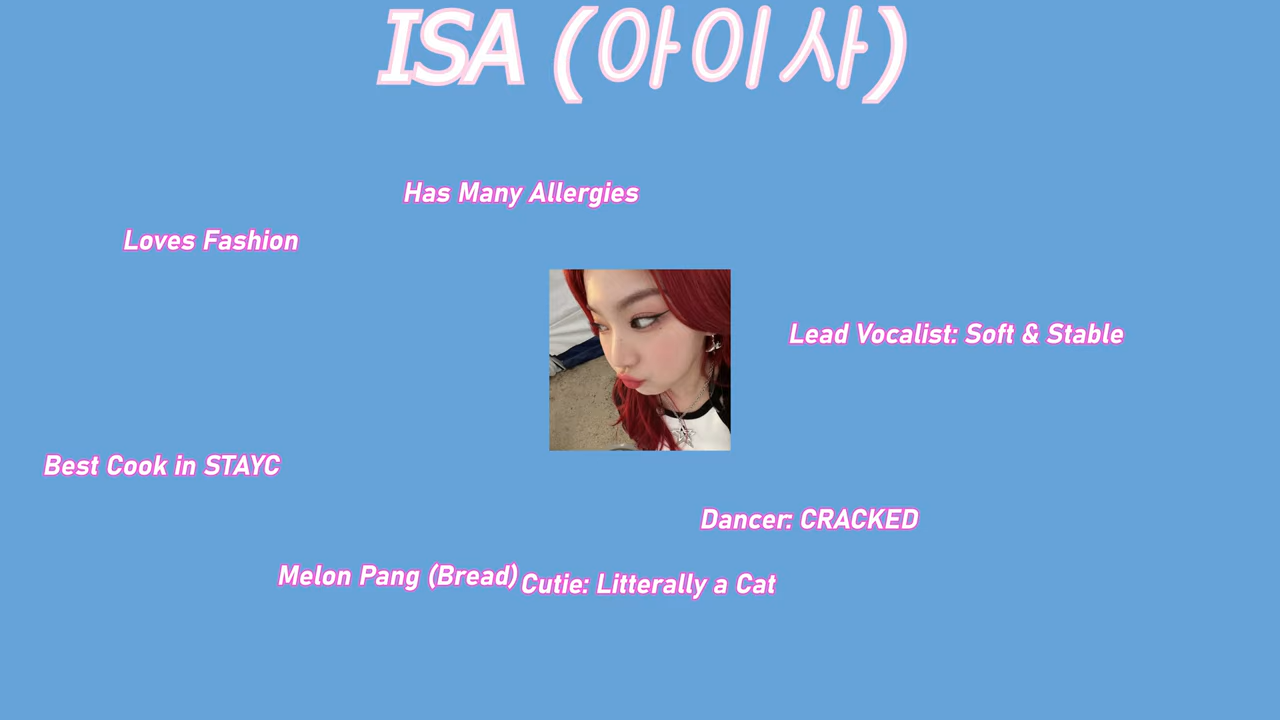 ISA (아이사)
Has Many Allergies
Loves Fashion
Lead Vocalist: Soft & Stable
Best Cook in STAYC
Dancer: CRACKED
Melon Pang (Bread)
Cutie: Litterally a Cat